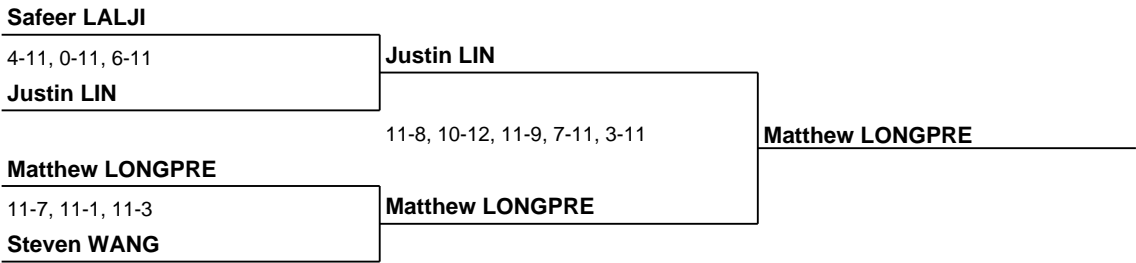 Safeer LALJI
4-11, 0-11, 6-11
Justin LIN
Justin LIN
11-8, 10-12, 11-9, 7-11, 3-11
Matthew LONGPRE
Matthew LONGPRE
11-7, 11-1, 11-3
Matthew LONGPRE
Steven WANG